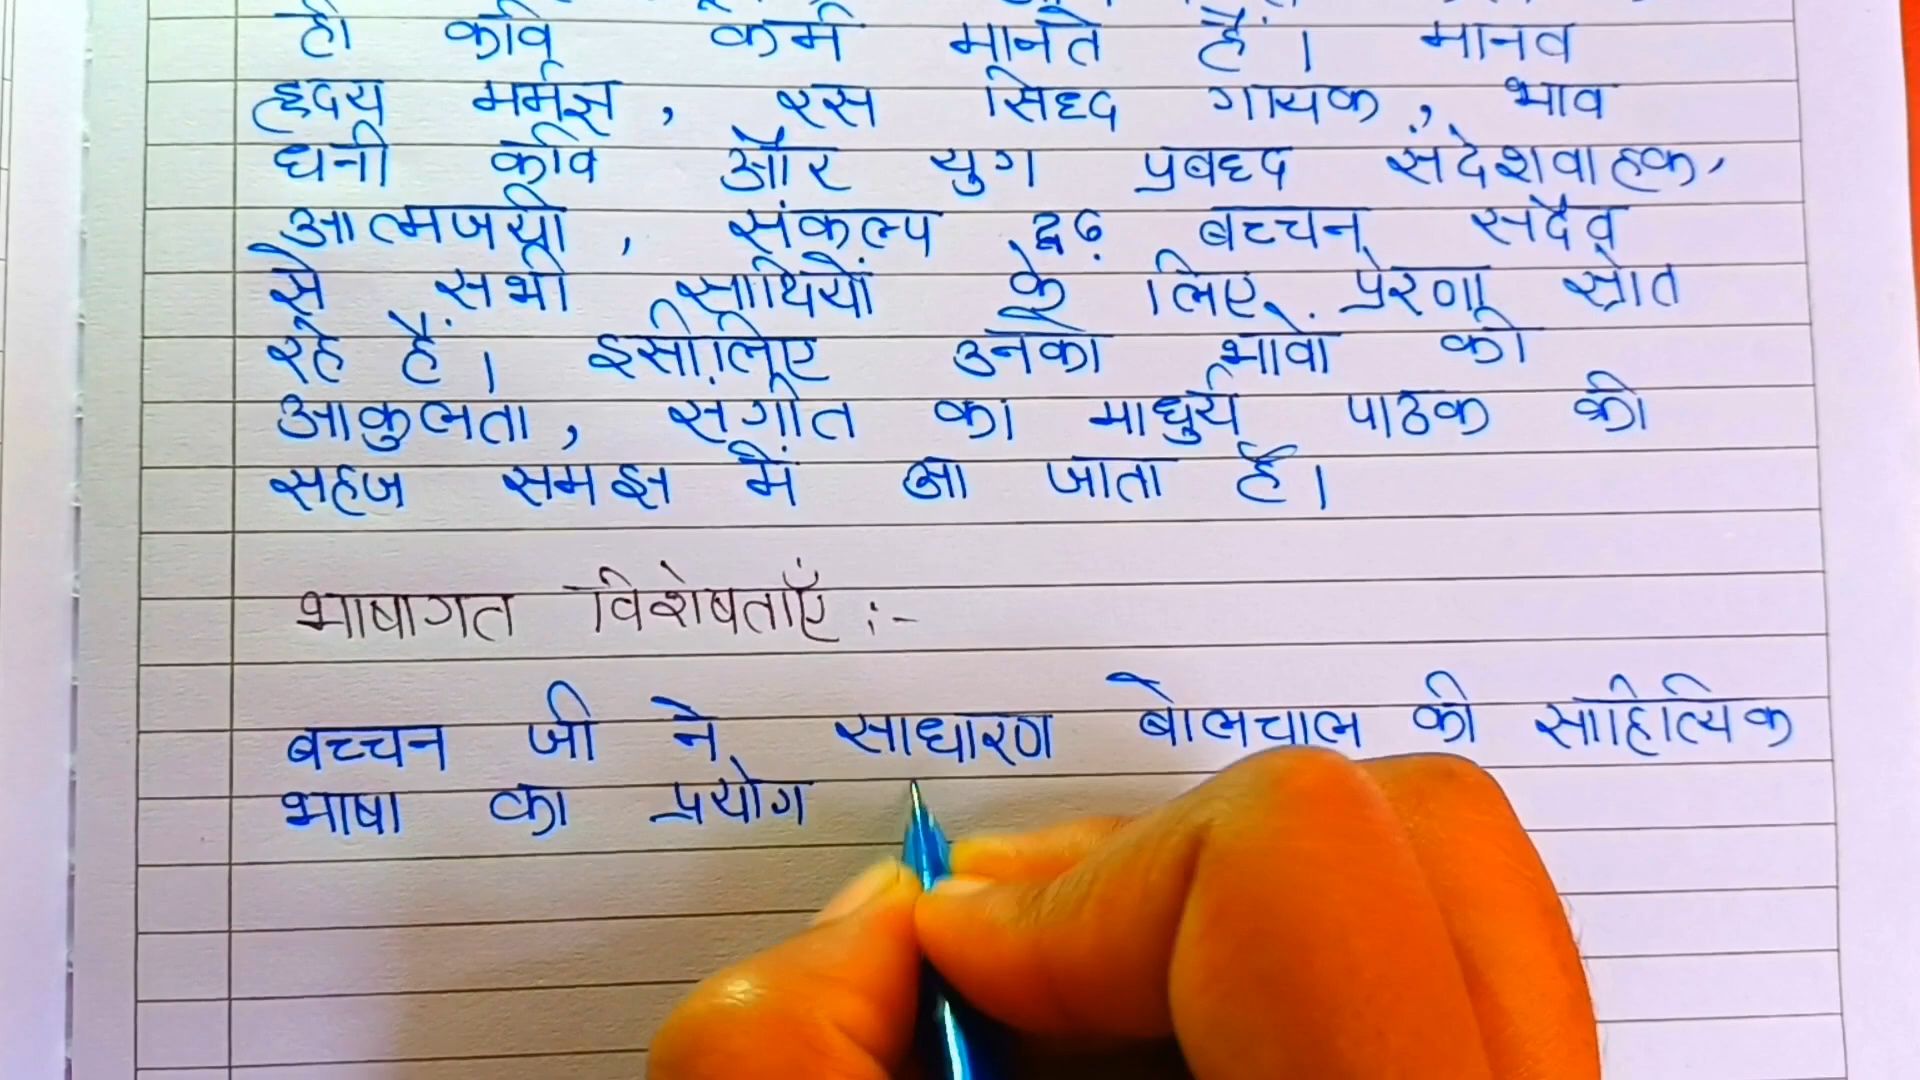 ही कवि कर्म मानते हैं। मानव
हृदय मर्मज्ञ, रस सिध्द गायक, भाव
धनी कवि और युग प्रबध्द संदेशवाहक,
आत्मजयी, संकल्प दृढ़ बच्चन सदैव
से सभी साथियों के लिए प्रेरणा स्रोत
रहे हैं। इसीलिए उनको भावो की
आकुलता, संगीत का माधुर्य पाठक की
सहज समझ में आ जाता है।
भाषागत विशेषताएँ :-
बच्चन जी ने साधारण बोलचाल की साहित्यिक
भाषा का प्रयोग